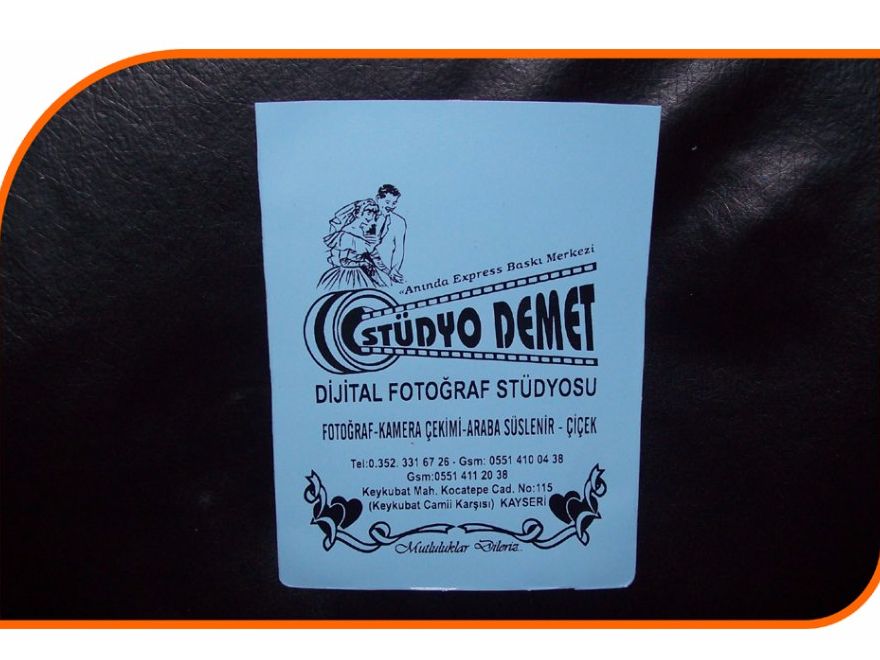 "Anında Express Baskı Merkezi
STÜDYO DEMET
DİJİTAL FOTOĞRAF STÜDYOSU
FOTOĞRAF-KAMERA ÇEKİMİ-ARABA SÜSLENİR - ÇİÇEK
Tel:0.352. 331 67 26 - Gsm: 0551 410 04 38
Gsm:0551 411 20 38
Keykubat Mah. Kocatepe Cad. No:115
(Keykubat Camii Karşısı) KAYSERİ
Mutluluklar Dileriz..